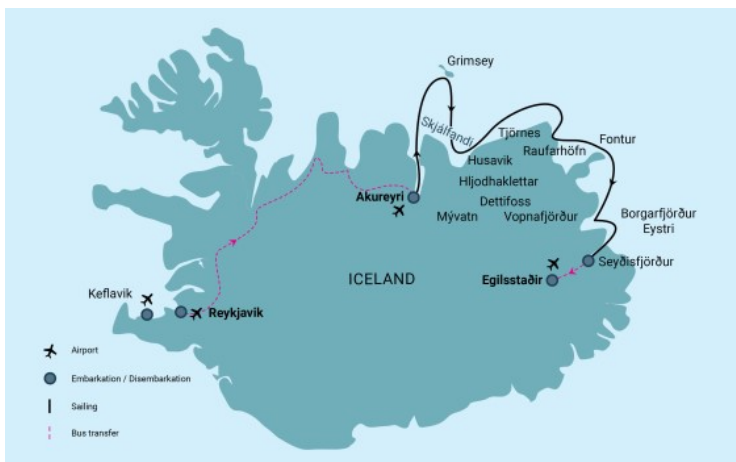 Grimsey
Skjálfandi
Tjörnes
Fontur
Raufarhöfn
Husavik
Hljodhaklettar
Akureyri
Dettifoss
Mývatn
Vopnafjörður
Borgarfjörður
Eystri
Seyðisfjörður
ICELAND
Egilsstaðir
Keflavik
Reykjavik
Airport
Embarkation / Disembarkation
Sailing
Bus transfer